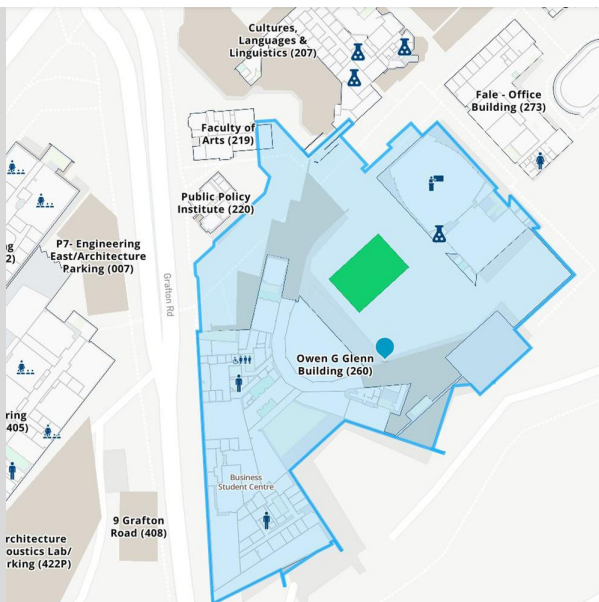 Cultures,
Languages &
Linguistics (207)
Fale - Office
Building (273)
Faculty of
Arts (219)
Public Policy
Institute (220)
P7- Engineering
East/Architecture
Parking (007)
2)
Grafton Rd
Owen G Glenn
Building (260)
ring
405)
Business
Student Centre
9 Grafton
Road (408)
rchitecture
oustics Lab/
rking (422P)